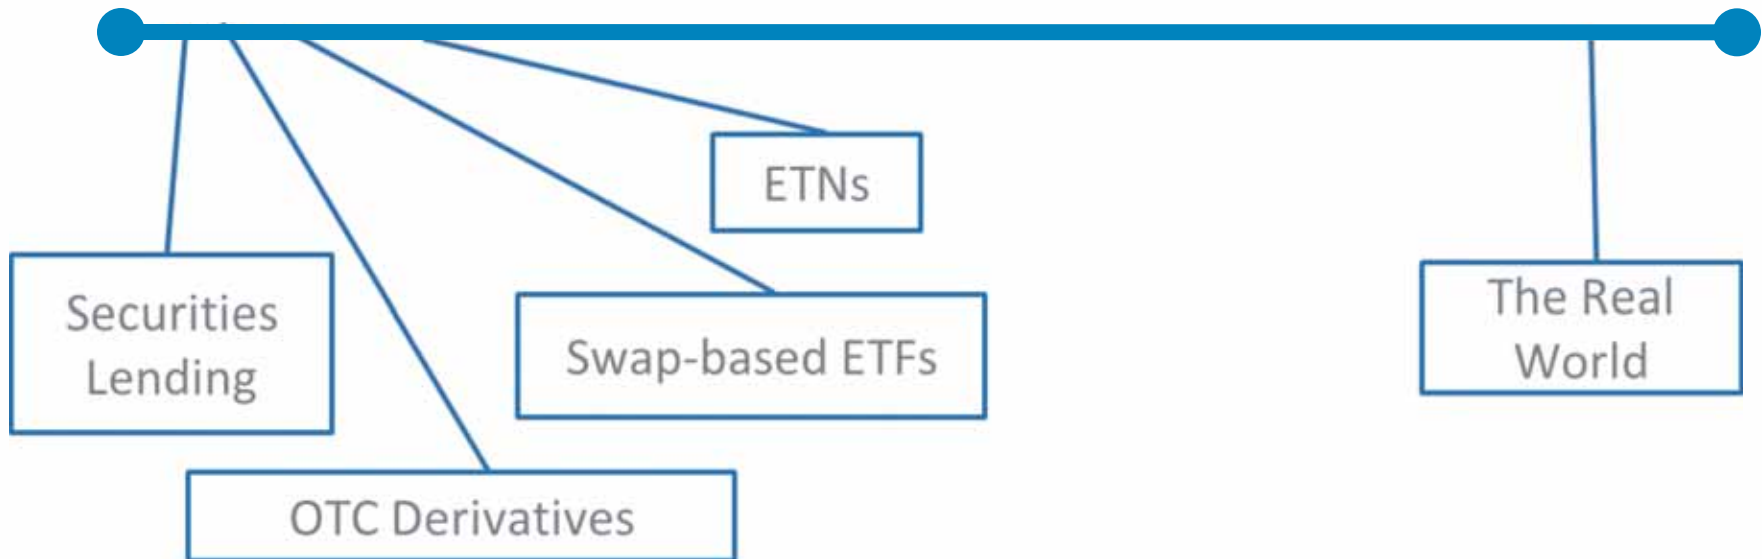 ETNs
Securities
Lending
Swap-based ETFs
The Real
World
OTC Derivatives